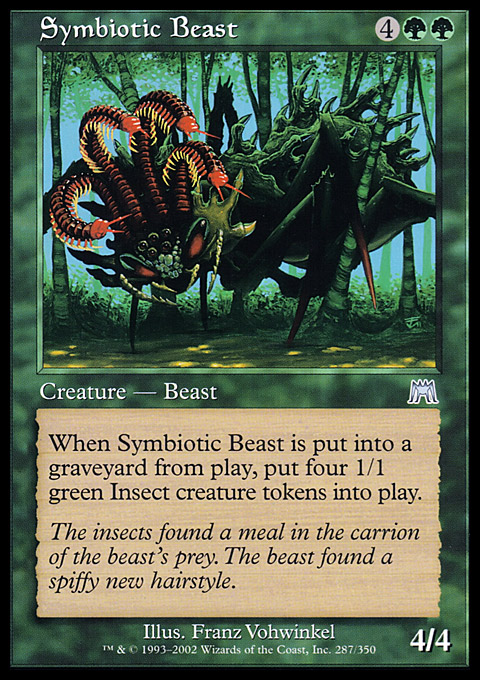 Symbiotic Beast 4
Creature — Beast
When Symbiotic Beast is put into a
graveyard from play, put four 1/1
green Insect creature tokens into play.
The insects found a meal in the carrion
of the beast's prey. The beast found a
spiffy new hairstyle.
Illus. Franz Vohwinkel
™ & © 1993–2002 Wizards of the Coast, Inc. 287/350
4/4